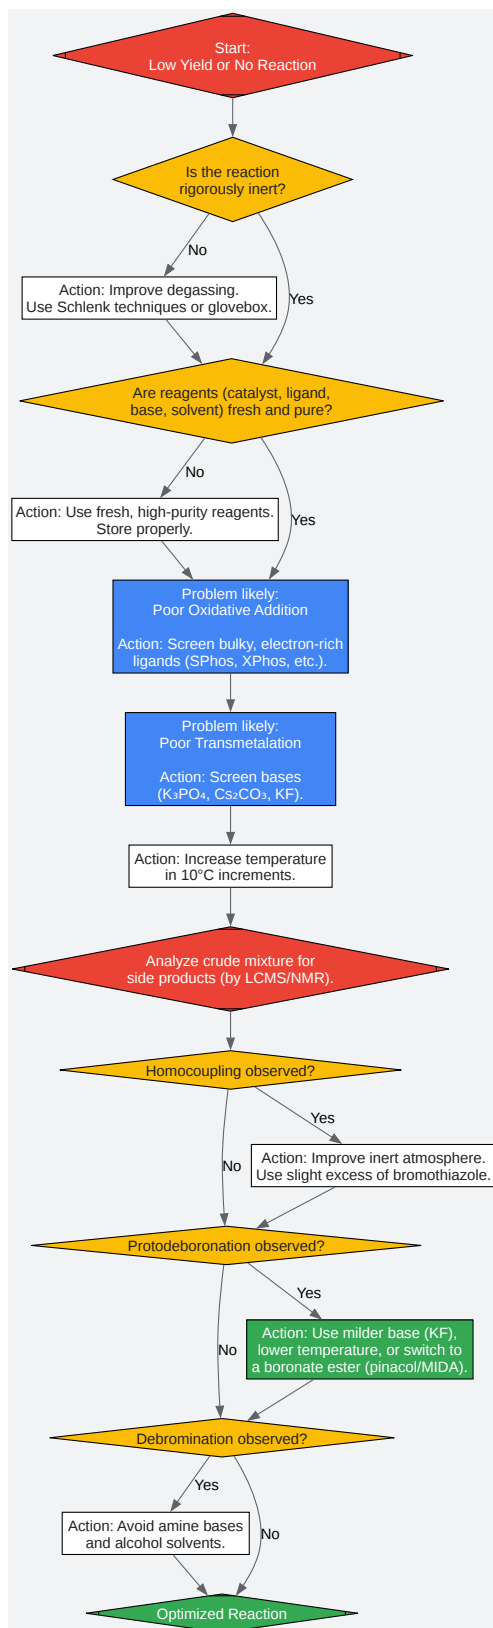 Start:
Low Yield or No Reaction
Is the reaction
rigorously inert?
No
Action: Improve degassing.
Use Schlenk techniques or glovebox.
Yes
Are reagents (catalyst, ligand,
base, solvent) fresh and pure?
No
Action: Use fresh, high-purity reagents.
Store properly.
Yes
Problem likely:
Poor Oxidative Addition
Action: Screen bulky, electron-rich
ligands (SPhos, XPhos, etc.).
Problem likely:
Poor Transmetalation
Action: Screen bases
(K₃PO₄, Cs₂CO₃, KF).
Action: Increase temperature
in 10°C increments.
Analyze crude mixture for
side products (by LCMS/NMR).
Homocoupling observed?
Yes
Action: Improve inert atmosphere.
Use slight excess of bromothiazole.
No
Protodeboronation observed?
Yes
Action: Use milder base (KF),
lower temperature, or switch to
a boronate ester (pinacol/MIDA).
No
Debromination observed?
Yes
Action: Avoid amine bases
and alcohol solvents.
No
Optimized Reaction